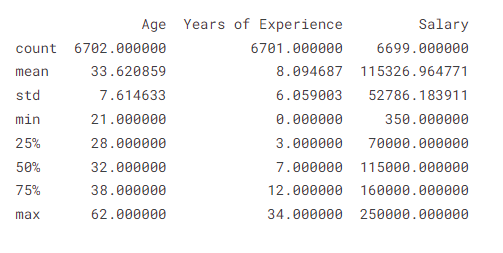 Age Years of Experience Salary
count 6702.000000 6701.000000 6699.000000
mean 33.620859 8.094687 115326.964771
std 7.614633 6.059003 52786.183911
min 21.000000 0.000000 350.000000
25% 28.000000 3.000000 70000.000000
50% 32.000000 7.000000 115000.000000
75% 38.000000 12.000000 160000.000000
max 62.000000 34.000000 250000.000000